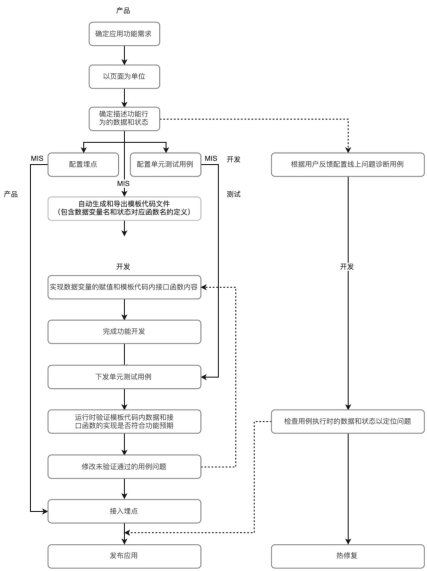 产品
确定应用功能需求
以页面为单位
确定描述功能行
为的数据和状态
MIS
配置埋点
配置单元测试用例
MIS
开发
根据用户反馈配置线上问题诊断用例
MIS
产品
测试
自动生成和导出模板代码文件
（包含数据变量名和状态对应函数名的定义）
开发
开发
实现数据变量的赋值和模板代码内接口函数内容
完成功能开发
下发单元测试用例
运行时验证模板代码内数据和接
口函数的实现是否符合功能预期
检查用例执行时的数据和状态以定位问题
修改未验证通过的用例问题
接入埋点
发布应用
热修复